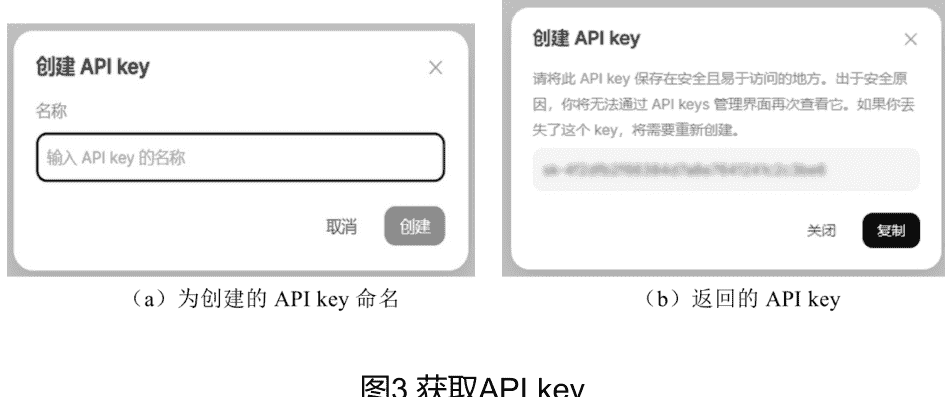 创建 API key
名称
输入 API key 的名称
取消
创建
（a）为创建的 API key 命名
创建 API key
请将此 API key 保存在安全且易于访问的地方。出于安全原
因，你将无法通过 API keys 管理界面再次查看它。如果你丢
失了这个 key，将需要重新创建。
关闭
复制
（b）返回的 API key
图3 获取API key